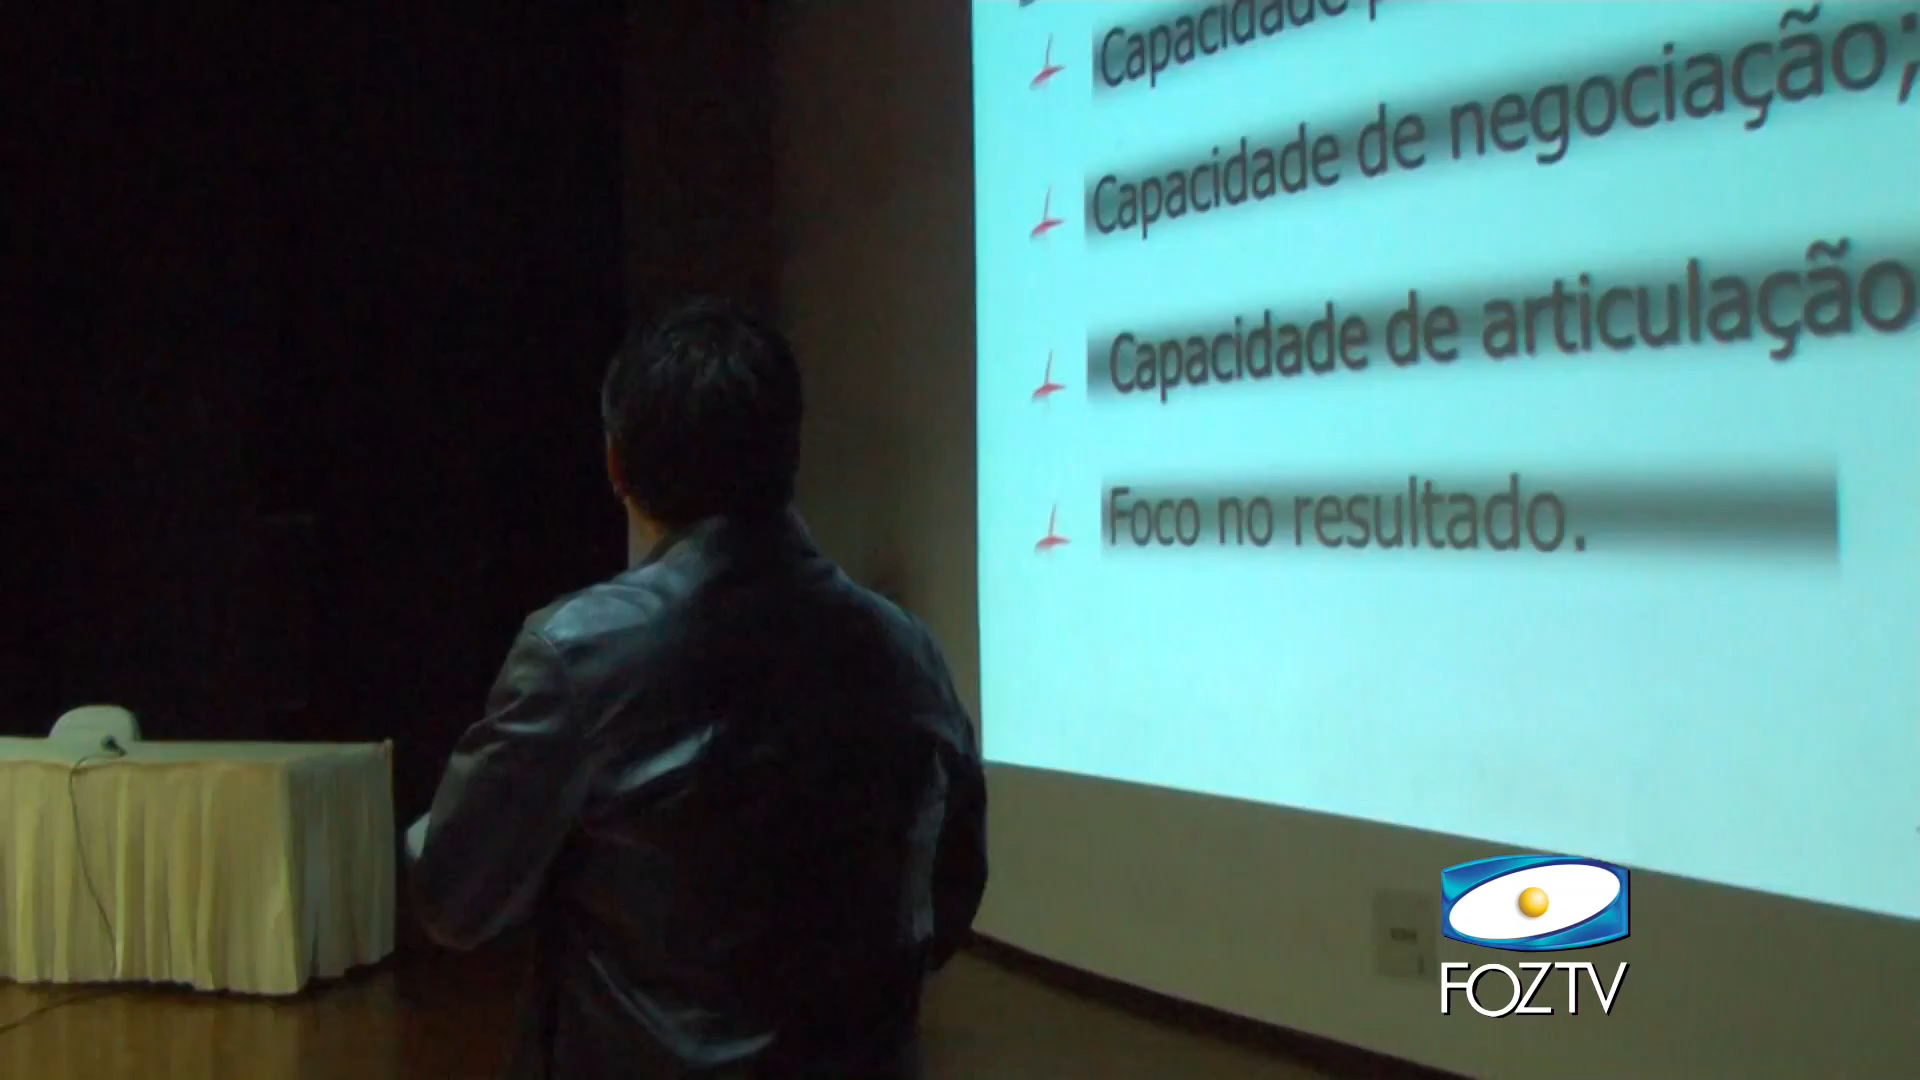 Capacidade
Capacidade de negociação;
Capacidade de articulação
Foco no resultado.
FOZTV